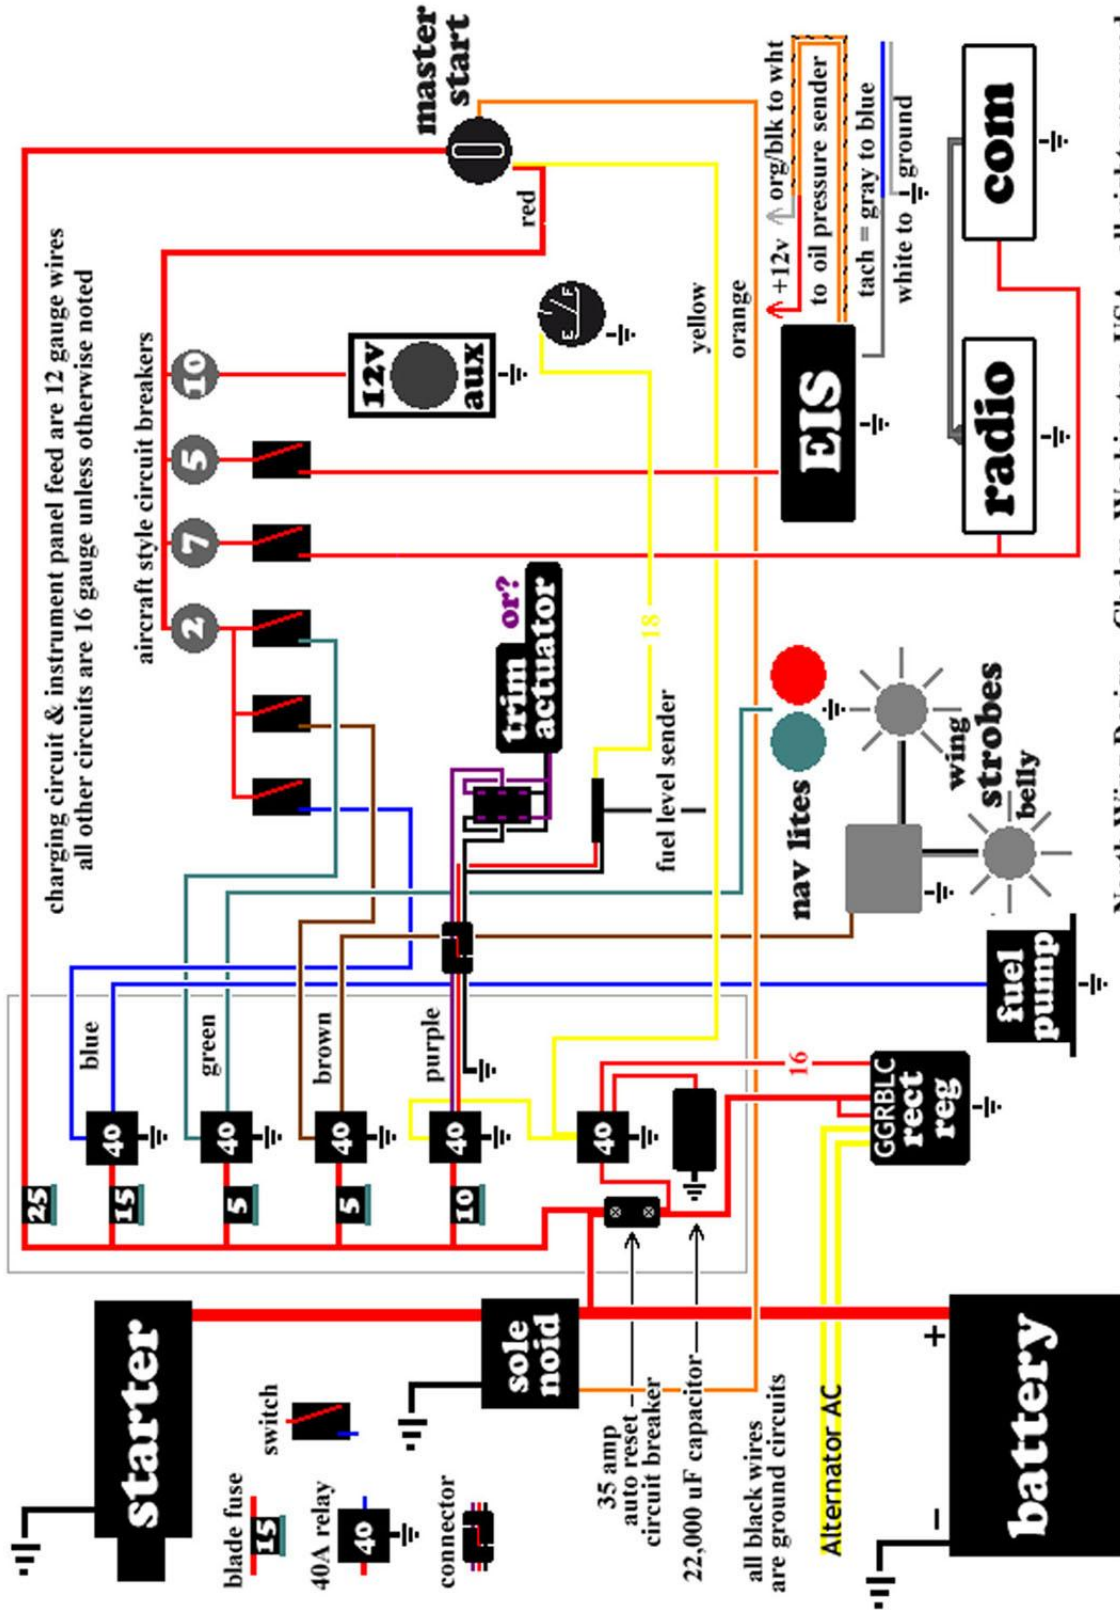 charging circuit & instrument panel feed are 12 gauge wires
all other circuits are 16 gauge unless otherwise noted
master
start
aircraft style circuit breakers
2
7
5
10
red
12v
aux
E
F
25
15
5
5
10
blue
green
brown
purple
40
40
40
40
40
trim or?
actuator
18
fuel level sender
yellow
orange
starter
switch
blade fuse
15
40A relay
40
connector
sole
noid
35 amp
auto reset
circuit breaker
22,000 uF capacitor
all black wires
are ground circuits
Alternator AC
battery
+
−
16
GGRBLC
rect
reg
fuel
pump
nav lites
wing
strobes
belly
EIS
+12v
org/blk to wht
to oil pressure sender
tach = gray to blue
white to ground
radio
com